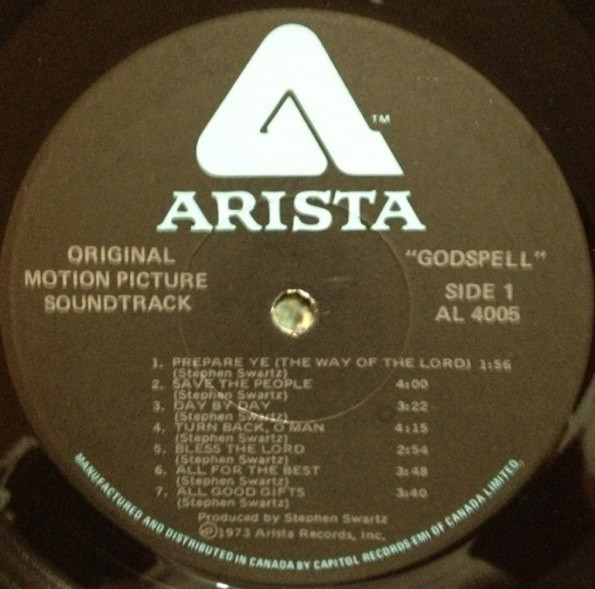 TM
ARISTA
ORIGINAL
MOTION PICTURE
SOUNDTRACK
"GODSPELL"
SIDE 1
AL 4005
1. PREPARE YE (THE WAY OF THE LORD) 1:56
(Stephen Swartz)
2. SAVE THE PEOPLE 4:00
(Stephen Swartz)
3. DAY BY DAY 3:22
(Stephen Swartz)
4. TURN BACK, O MAN 4:15
(Stephen Swartz)
5. BLESS THE LORD 2:54
(Stephen Swartz)
6. ALL FOR THE BEST 3:48
(Stephen Swartz)
7. ALL GOOD GIFTS 3:40
(Stephen Swartz)
Produced by Stephen Swartz
℗1973 Arista Records, Inc.
MANUFACTURED AND DISTRIBUTED IN CANADA BY CAPITOL RECORDS EMI OF CANADA LIMITED.